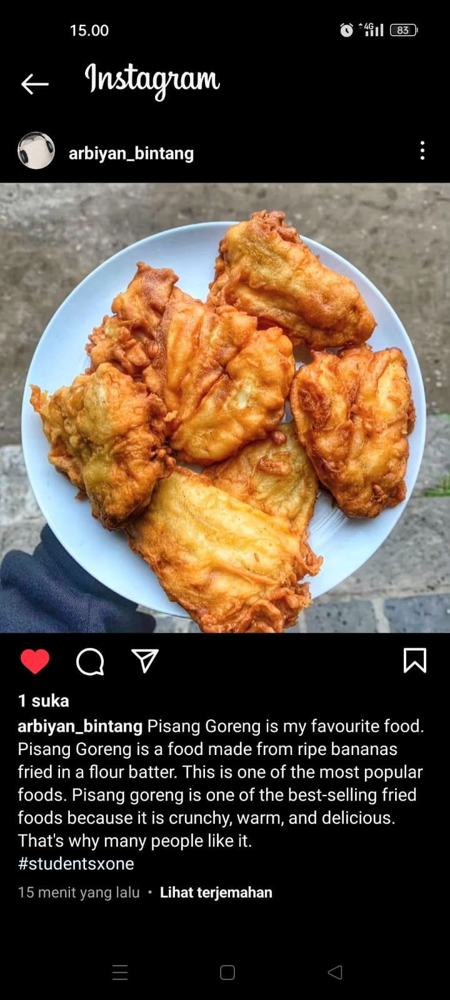 15.00
4G
83
Instagram
arbiyan_bintang
1 suka
arbiyan_bintang Pisang Goreng is my favourite food.
Pisang Goreng is a food made from ripe bananas
fried in a flour batter. This is one of the most popular
foods. Pisang goreng is one of the best-selling fried
foods because it is crunchy, warm, and delicious.
That's why many people like it.
#studentsxone
15 menit yang lalu • Lihat terjemahan